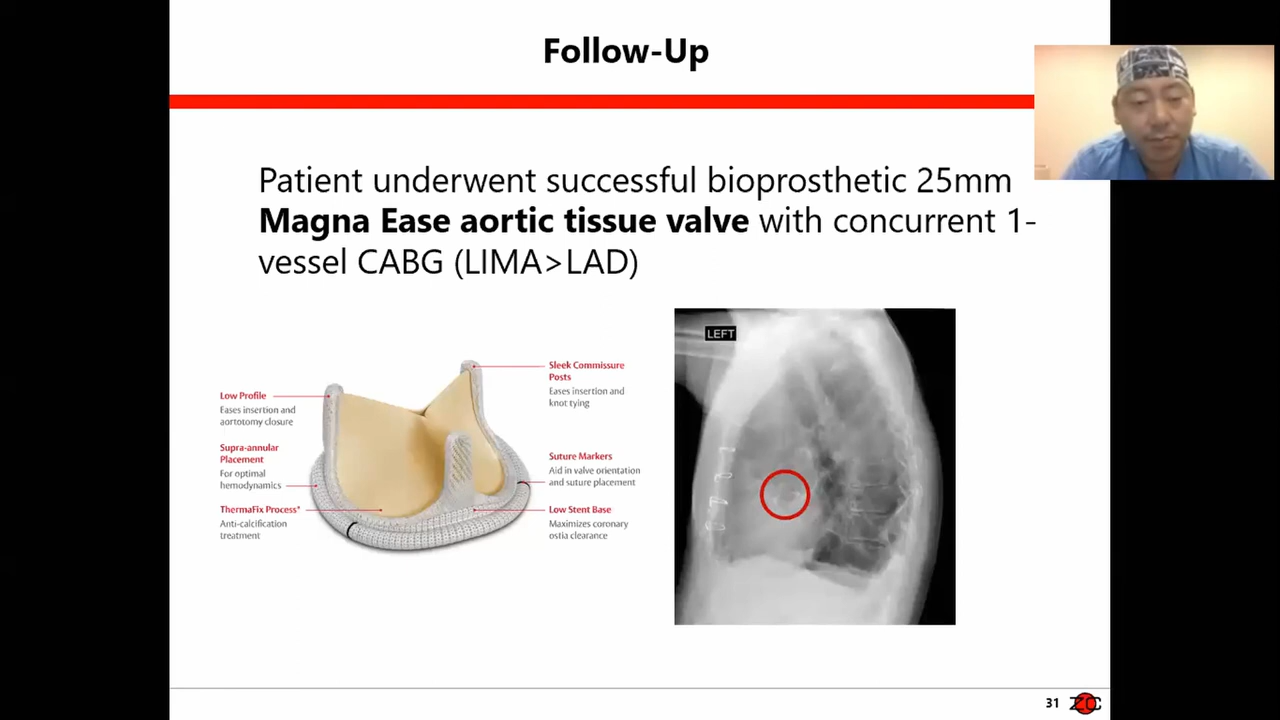 Follow-Up
Patient underwent successful bioprosthetic 25mm
Magna Ease aortic tissue valve with concurrent 1-
vessel CABG (LIMA>LAD)
Low Profile
Eases insertion and
aortotomy closure
Supra-annular
Placement
For optimal
hemodynamics
ThermaFix Process*
Anti-calcification
treatment
Sleek Commissure
Posts
Eases insertion and
knot tying
Suture Markers
Aid in valve orientation
and suture placement
Low Stent Base
Maximizes coronary
ostia clearance
LEFT
31